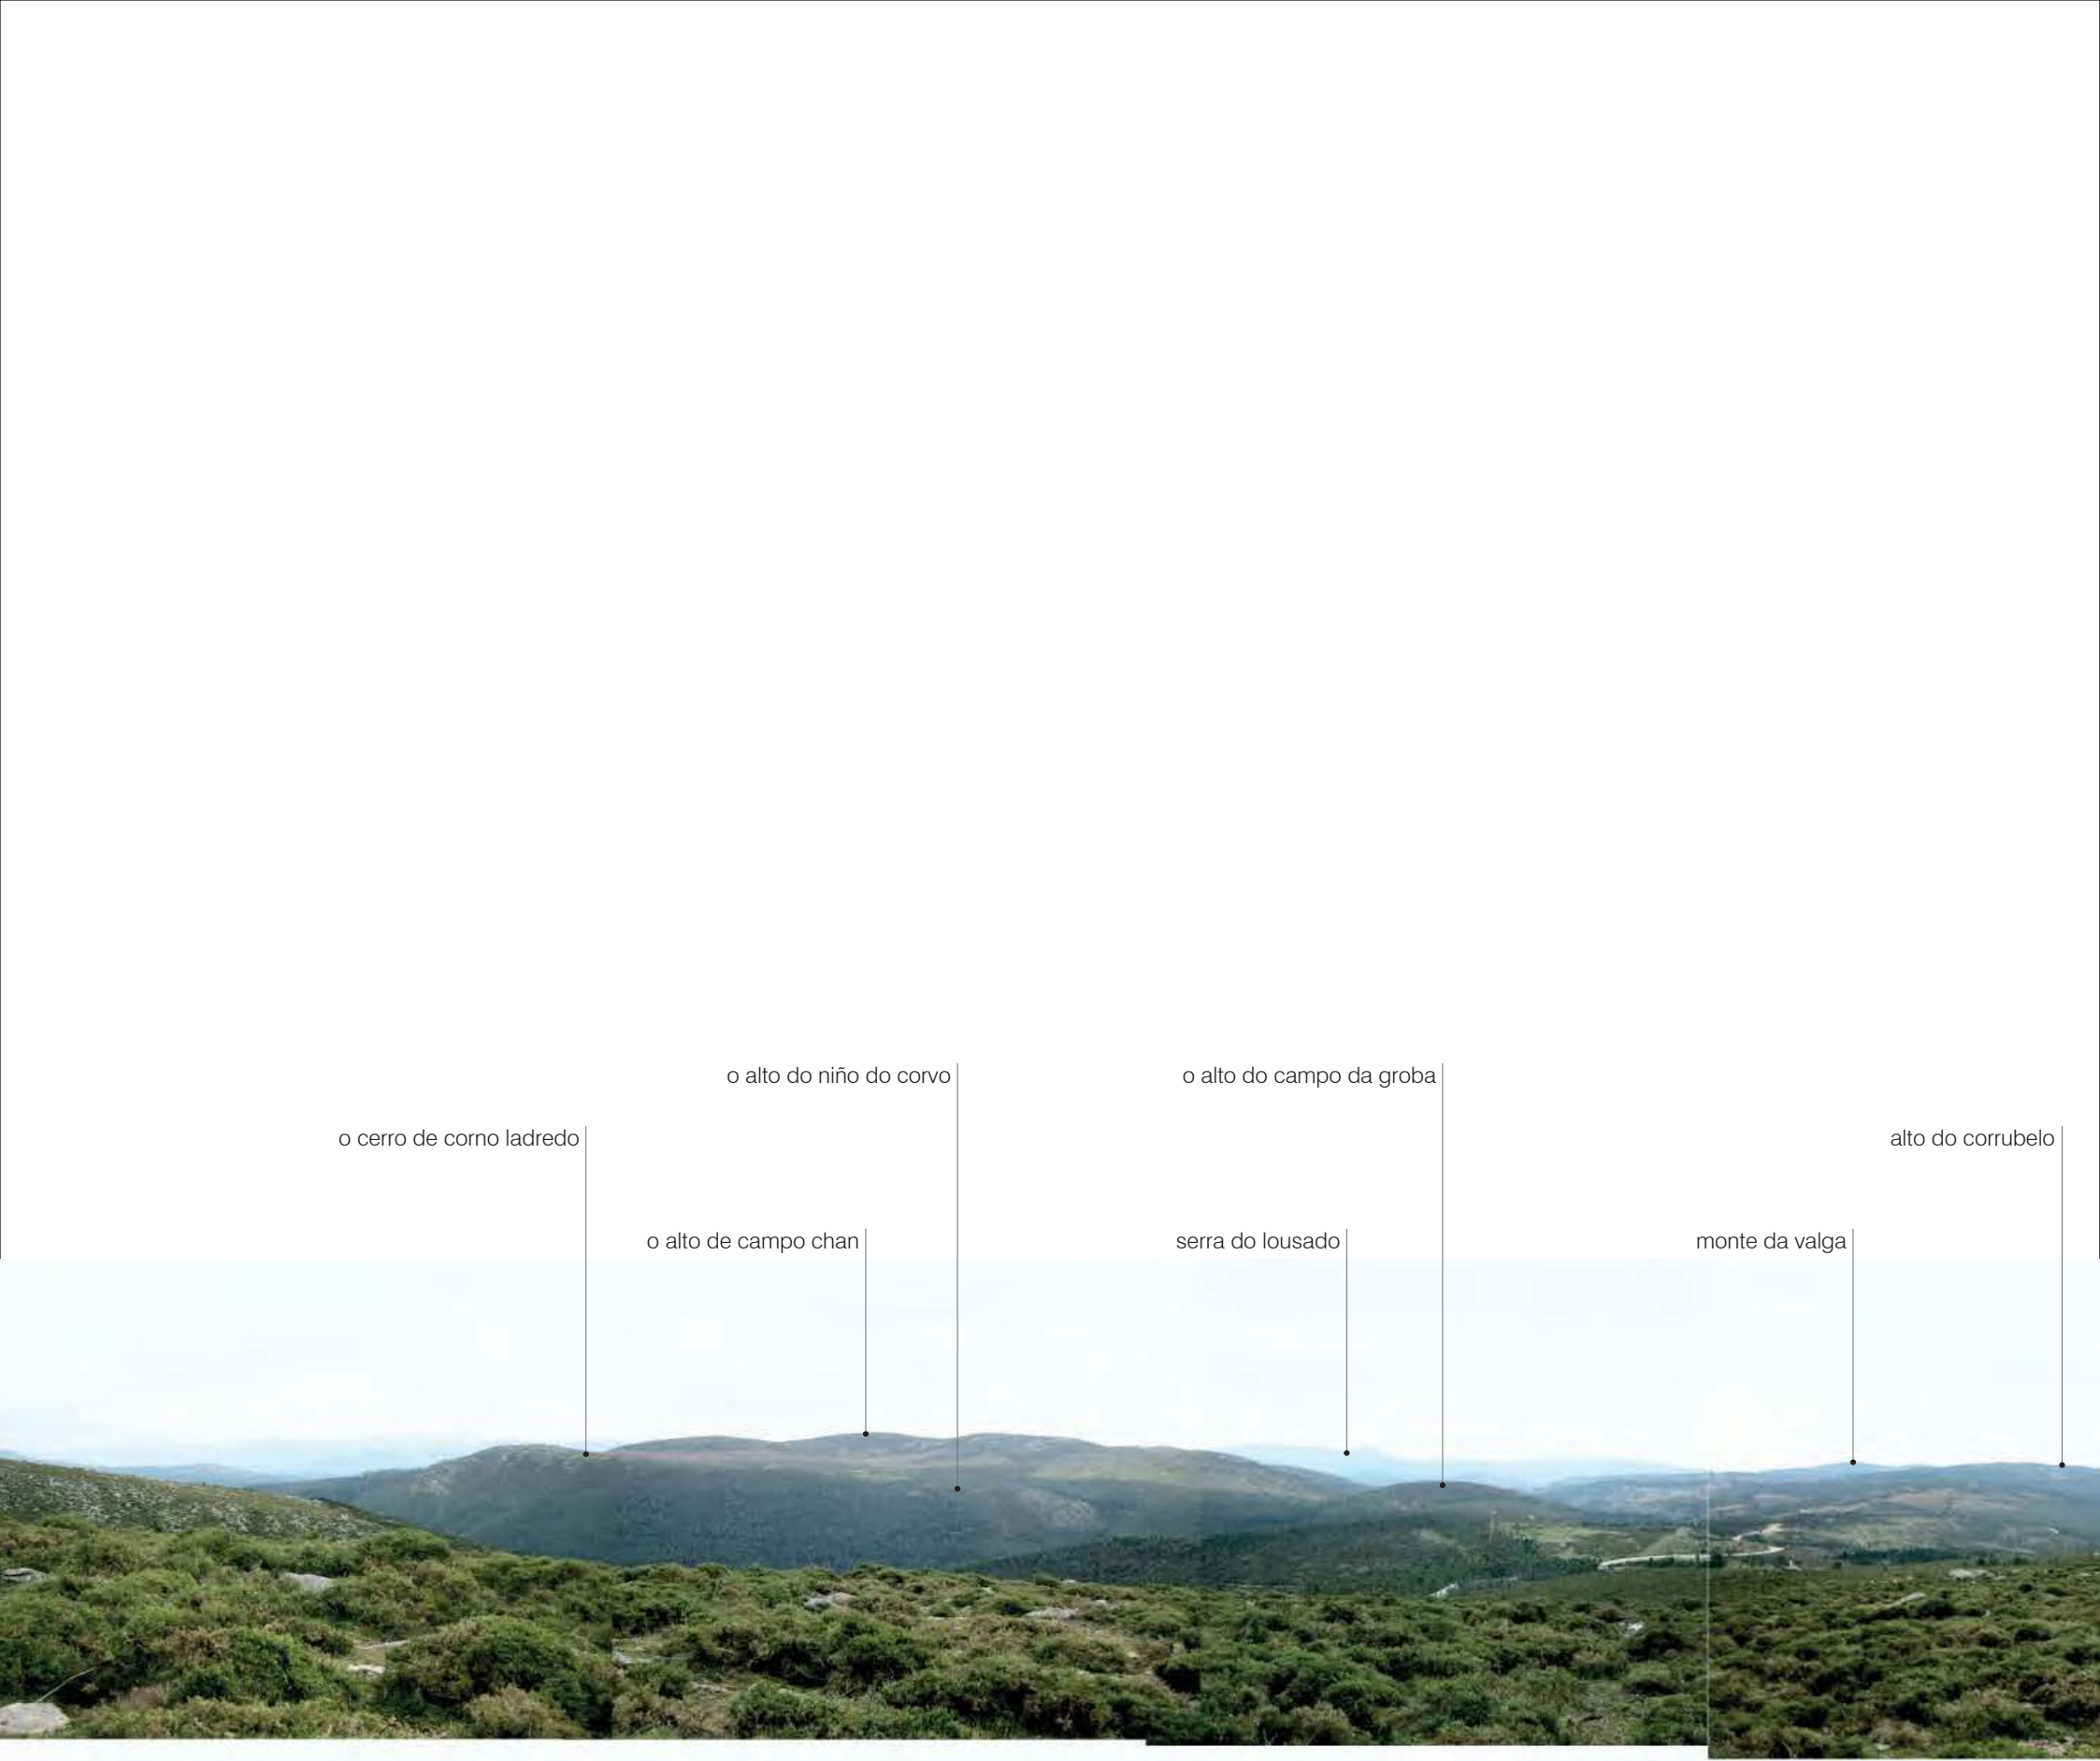 o alto do niño do corvo
o alto do campo da groba
o cerro de corno ladredo
alto do corrubelo
o alto de campo chan
serra do lousado
monte da valga